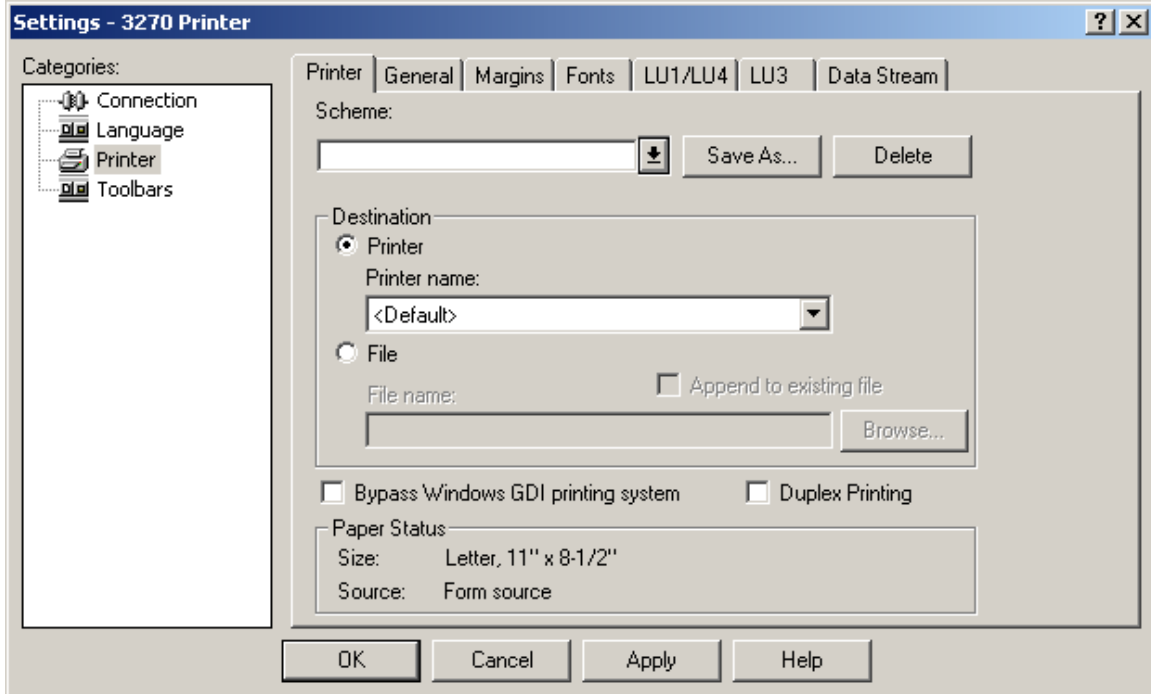 Settings - 3270 Printer
Categories:
Connection
Language
Printer
Toolbars
Printer General Margins Fonts LU1/LU4 LU3 Data Stream
Scheme:
Save As... Delete
Destination
Printer
Printer name:
<Default>
File
File name: Append to existing file
Browse...
Bypass Windows GDI printing system Duplex Printing
Paper Status
Size: Letter, 11" x 8-1/2"
Source: Form source
OK Cancel Apply Help